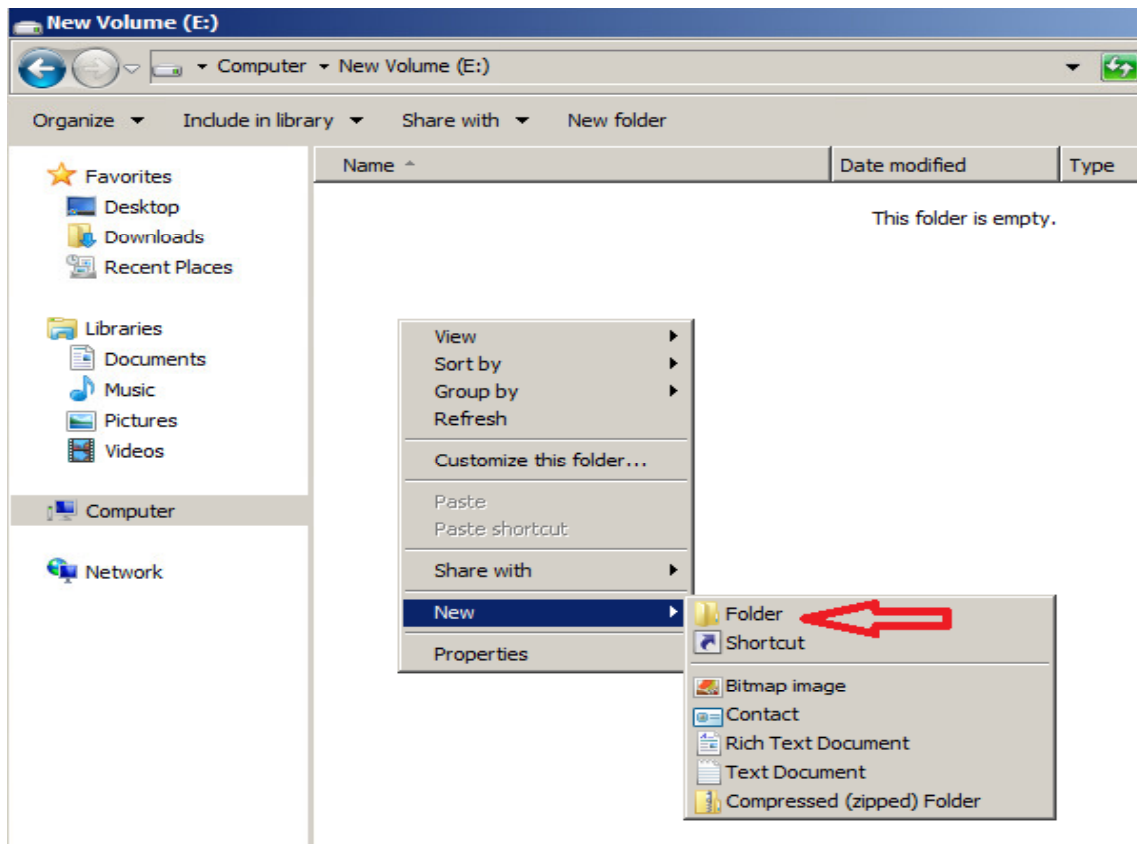 New Volume (E:)
Computer New Volume (E:)
Organize Include in library Share with New folder
Name Date modified Type
Favorites
Desktop
Downloads
Recent Places
Libraries
Documents
Music
Pictures
Videos
Computer
Network
This folder is empty.
View
Sort by
Group by
Refresh
Customize this folder...
Paste
Paste shortcut
Share with
New
Properties
Folder
Shortcut
Bitmap image
Contact
Rich Text Document
Text Document
Compressed (zipped) Folder